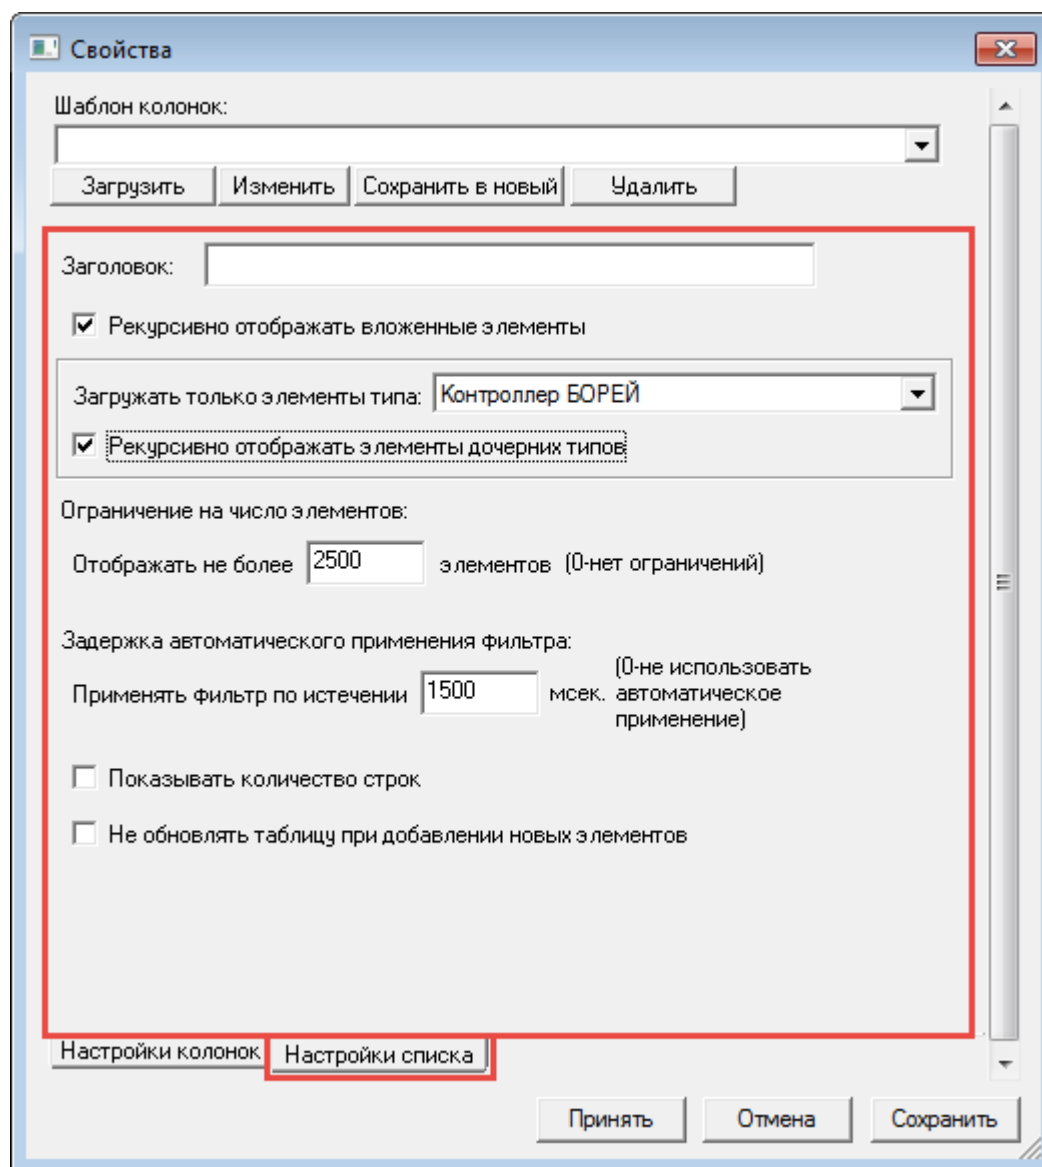 Свойства
Шаблон колонок:
Загрузить Изменить Сохранить в новый Удалить
Заголовок:
Рекурсивно отображать вложенные элементы
Загружать только элементы типа: Контроллер БОРЕЙ
Рекурсивно отображать элементы дочерних типов
Ограничение на число элементов:
Отображать не более 2500 элементов (0-нет ограничений)
Задержка автоматического применения фильтра:
Применять фильтр по истечении 1500 мсек. (0-не использовать
автоматическое
применение)
Показывать количество строк
Не обновлять таблицу при добавлении новых элементов
Настройки колонок Настройки списка
Принять Отмена Сохранить